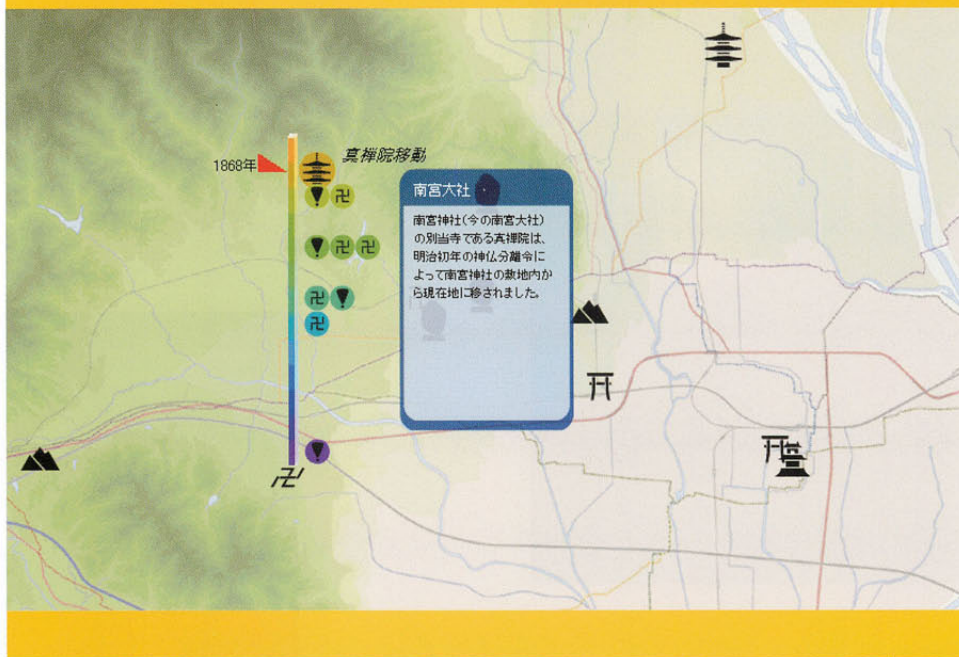 1868年
真禅院移動
南宮大社
南宮神社(今の南宮大社)
の別当寺である真禅院は、
明治初年の神仏分離令に
よって南宮神社の敷地内か
ら現在地に移されました。